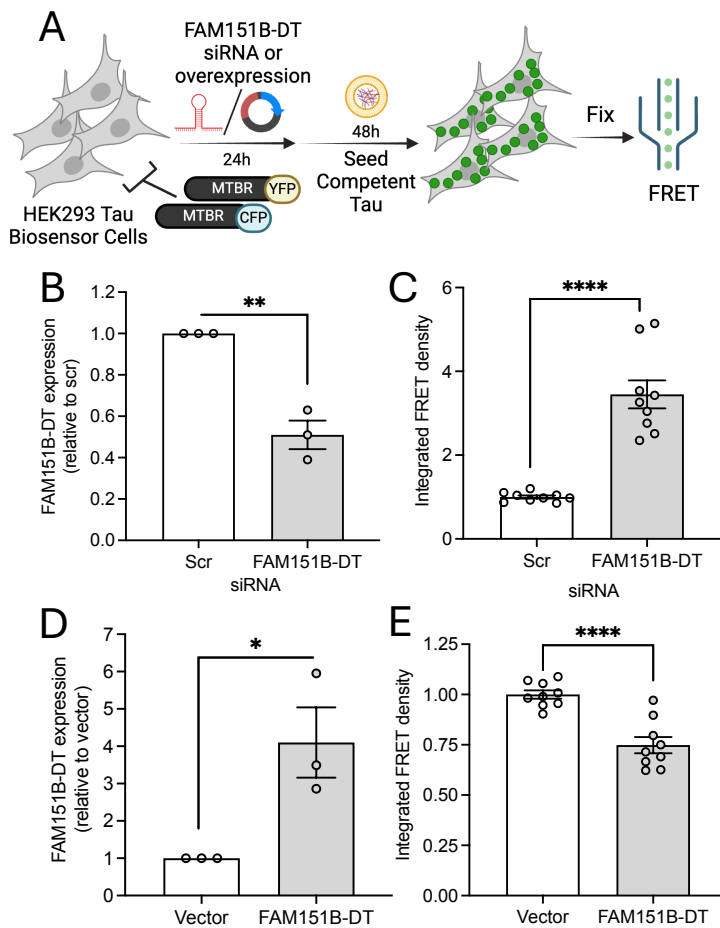 A
FAM151B-DT
siRNA or
overexpression
24h
48h
Seed
Competent
Tau
Fix
FRET
MTBR YFP
MTBR CFP
HEK293 Tau
Biosensor Cells
B
FAM151B-DT expression
(relative to scr)
1.2
1.0
0.8
0.6
0.4
0.2
0.0
**
Scr
FAM151B-DT
siRNA
C
Integrated FRET density
6
4
2
0
****
Scr
FAM151B-DT
siRNA
D
FAM151B-DT expression
(relative to vector)
7
6
5
4
3
2
1
0
*
Vector
FAM151B-DT
E
Integrated FRET density
1.25
1.00
0.75
0.50
0.25
0.00
****
Vector
FAM151B-DT